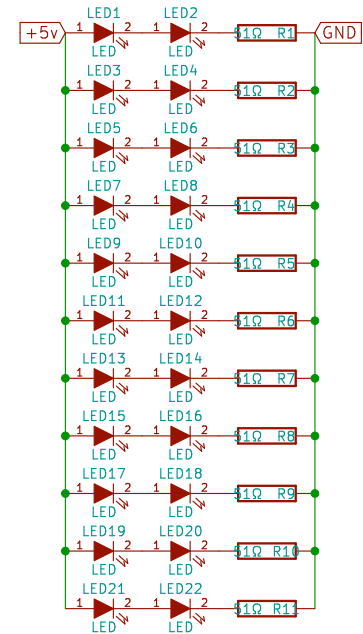 LED1 LED2
+5v 1 2 1 2 51Ω R1 GND
LED LED
LED3 LED4
1 2 1 2 51Ω R2
LED LED
LED5 LED6
1 2 1 2 51Ω R3
LED LED
LED7 LED8
1 2 1 2 51Ω R4
LED LED
LED9 LED10
1 2 1 2 51Ω R5
LED LED
LED11 LED12
1 2 1 2 51Ω R6
LED LED
LED13 LED14
1 2 1 2 51Ω R7
LED LED
LED15 LED16
1 2 1 2 51Ω R8
LED LED
LED17 LED18
1 2 1 2 51Ω R9
LED LED
LED19 LED20
1 2 1 2 51Ω R10
LED LED
LED21 LED22
1 2 1 2 51Ω R11
LED LED